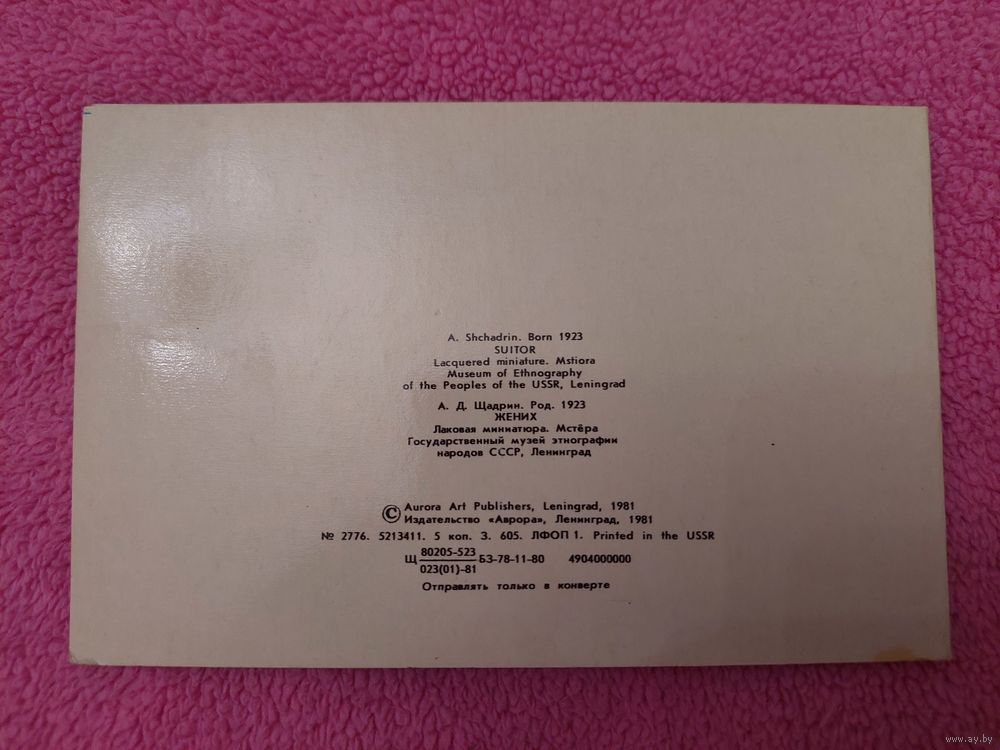 A. Shchadrin. Born 1923
SUITOR
Lacquered miniature. Mstiora
Museum of Ethnography
of the Peoples of the USSR, Leningrad
А. Д. Щадрин. Род. 1923
ЖЕНИХ
Лаковая миниатюра. Мстёра
Государственный музей этнографии
народов СССР, Ленинград
© Aurora Art Publishers, Leningrad, 1981
Издательство «Аврора», Ленинград, 1981
№ 2776. 5213411. 5 коп. З. 605. ЛФОП 1. Printed in the USSR
Щ 80205-523 БЗ-78-11-80 4904000000
023(01)-81
Отправлять только в конверте
www.ay.by